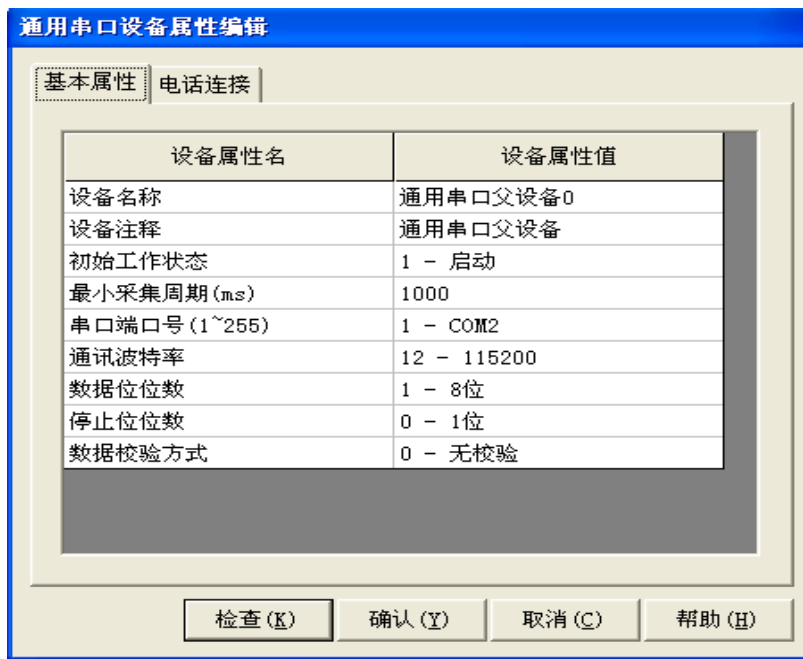 通用串口设备属性编辑
基本属性 电话连接
设备属性名 设备属性值
设备名称 通用串口父设备0
设备注释 通用串口父设备
初始工作状态 1 - 启动
最小采集周期(ms) 1000
串口端口号(1~255) 1 - COM2
通讯波特率 12 - 115200
数据位位数 1 - 8位
停止位位数 0 - 1位
数据校验方式 0 - 无校验
检查(K) 确认(Y) 取消(C) 帮助(H)